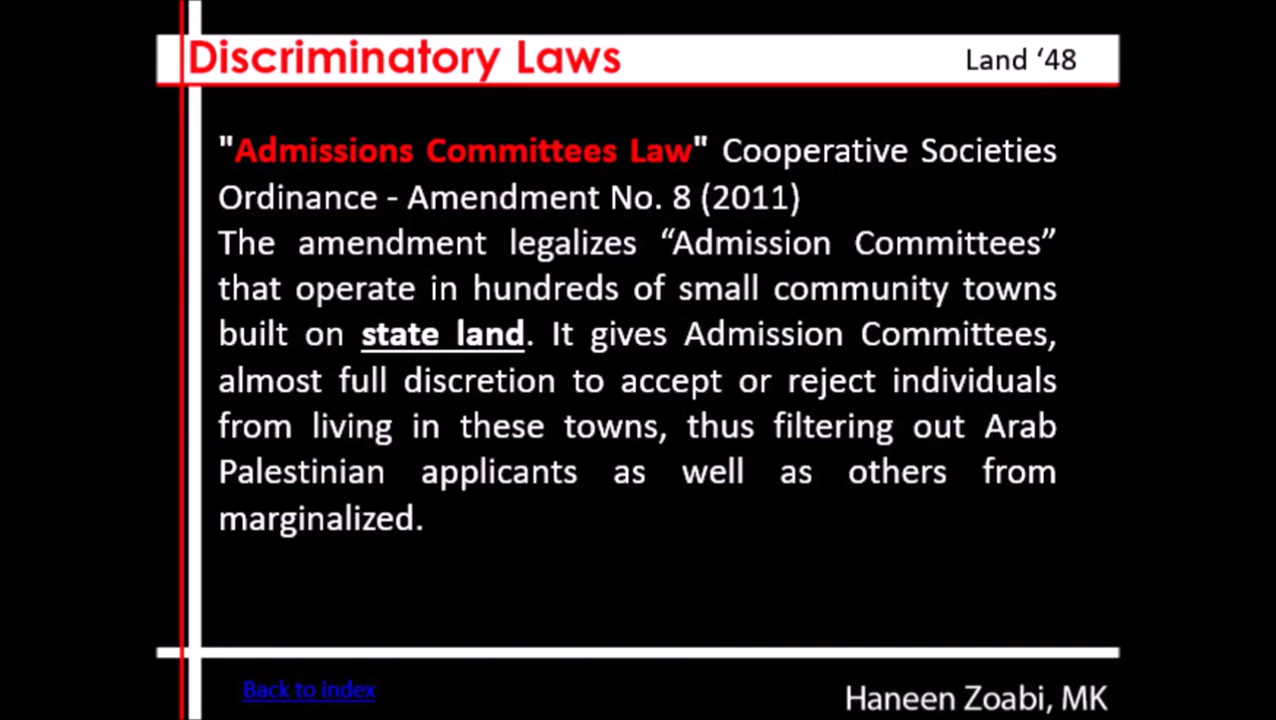 Discriminatory Laws
Land ‘48
"Admissions Committees Law" Cooperative Societies
Ordinance - Amendment No. 8 (2011)
The amendment legalizes “Admission Committees”
that operate in hundreds of small community towns
built on state land. It gives Admission Committees,
almost full discretion to accept or reject individuals
from living in these towns, thus filtering out Arab
Palestinian applicants as well as others from
marginalized.
Back to index
Haneen Zoabi, MK